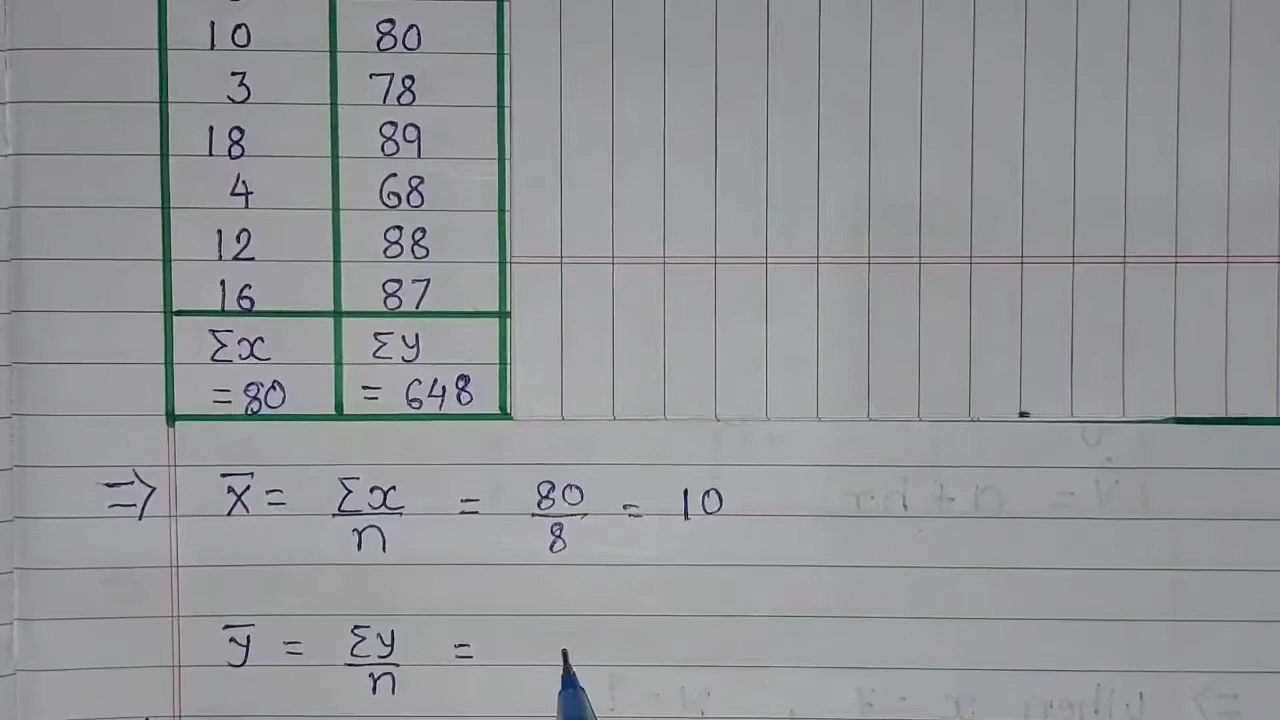 10 80
3 78
18 89
4 68
12 88
16 87
Σx Σy
=80 = 648
⇒ x̄ = Σx/n = 80/8 = 10
ȳ = Σy/n =